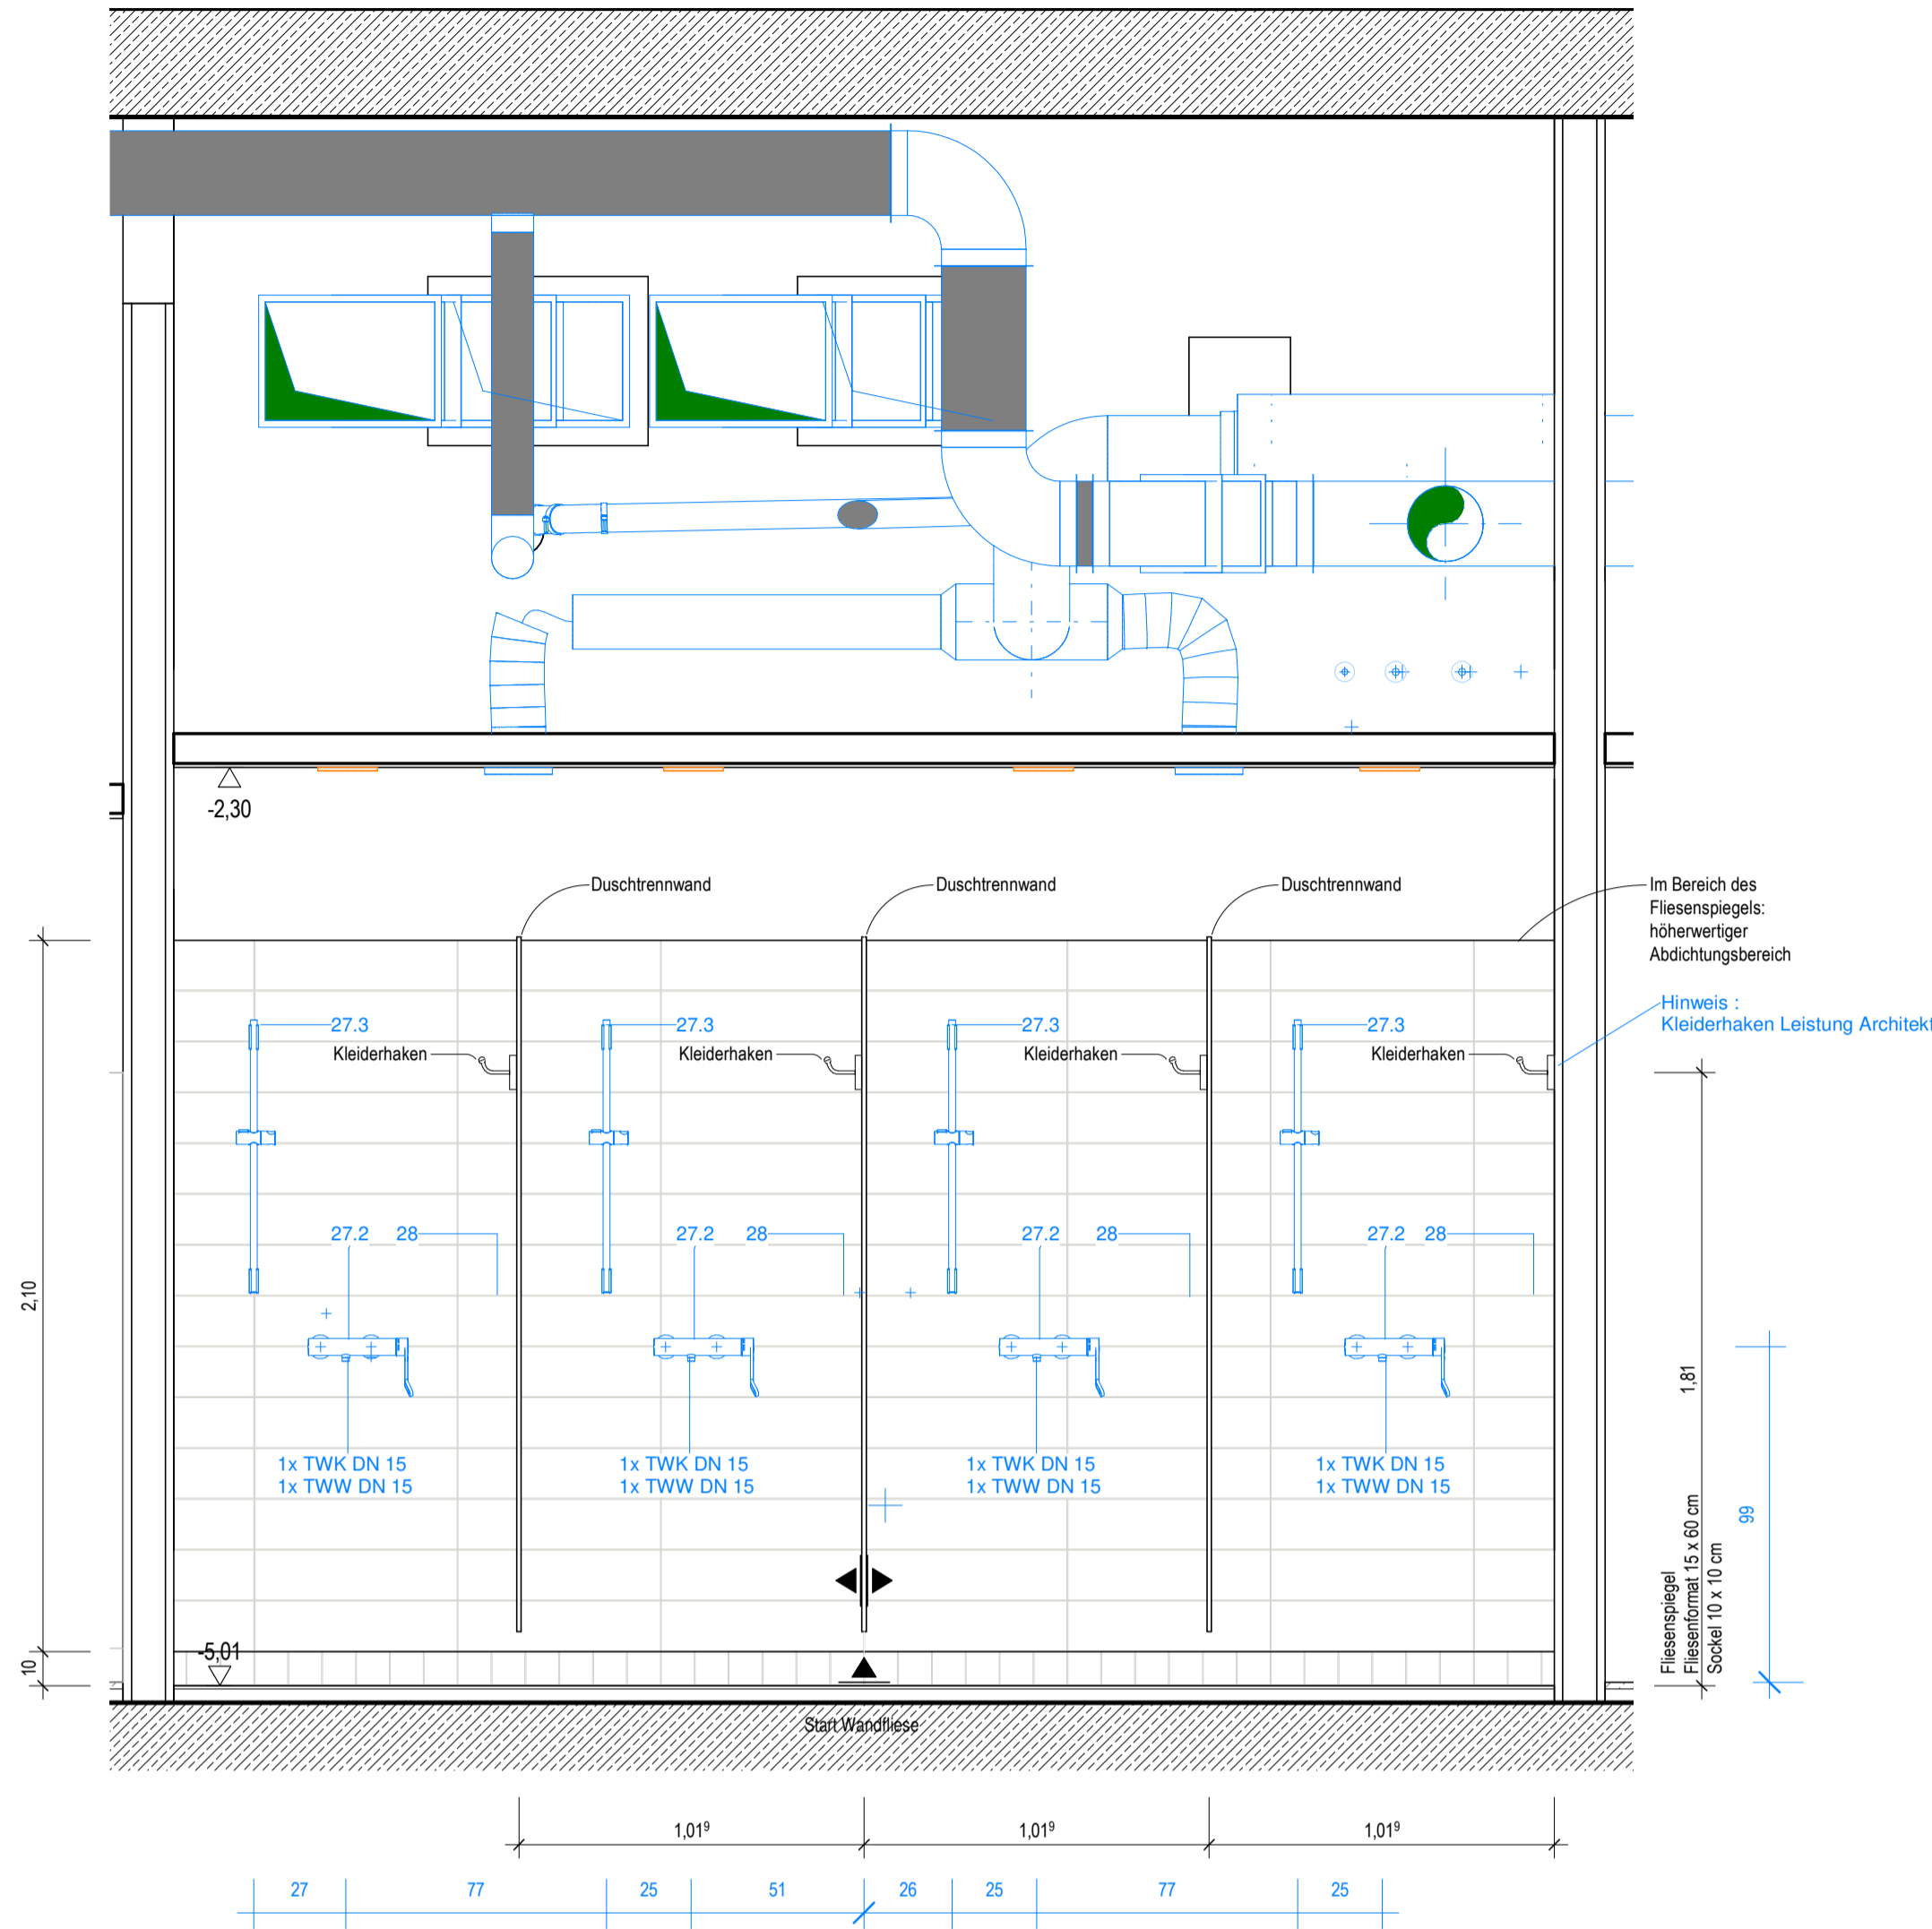 -2,30
Duschtrennwand
Duschtrennwand
Duschtrennwand
Im Bereich des
Fliesenspiegels:
höherwertiger
Abdichtungsbereich
Hinweis :
Kleiderhaken Leistung Architekt
27.3
27.3
27.3
27.3
Kleiderhaken
Kleiderhaken
Kleiderhaken
Kleiderhaken
27.2
28
27.2
28
27.2
28
27.2
28
2,10
1,81
1x TWK DN 15
1x TWW DN 15
1x TWK DN 15
1x TWW DN 15
1x TWK DN 15
1x TWW DN 15
1x TWK DN 15
1x TWW DN 15
99
Fliesenspiegel
Fliesenformat 15 x 60 cm
Sockel 10 x 10 cm
-5,01
10
Start Wandfliese
1,01⁹
1,01⁹
1,01⁹
27
77
25
51
26
25
77
25